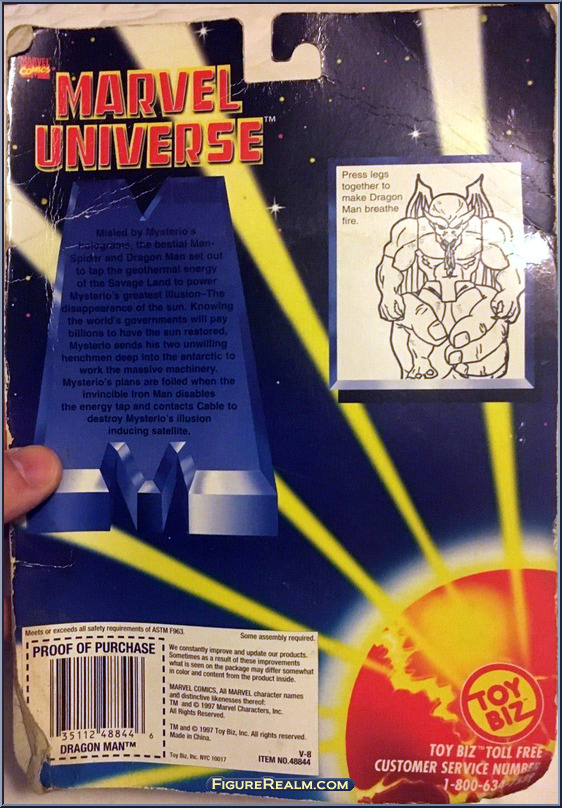 MARVEL
COMICS
MARVEL
UNIVERSE™
Press legs
together to
make Dragon
Man breathe
fire.
Misled by Mysterio's
holograms, the bestial Man-
Spider and Dragon Man set out
to tap the geothermal energy
of the Savage Land to power
Mysterio's greatest illusion–The
disappearance of the sun. Knowing
the world's governments will pay
billions to have the sun restored,
Mysterio sends his two unwilling
henchmen deep into the antarctic to
work the massive machinery.
Mysterio's plans are foiled when the
invincible Iron Man disables
the energy tap and contacts Cable to
destroy Mysterio's illusion
inducing satellite.
Meets or exceeds all safety requirements of ASTM F963.
Some assembly required.
PROOF OF PURCHASE
35112 48844 6
DRAGON MAN™
We constantly improve and update our products.
Sometimes as a result of these improvements
what is seen on the package may differ somewhat
in color and content from the product inside.
MARVEL COMICS, All MARVEL character names
and distinctive likenesses thereof:
TM and © 1997 Marvel Characters, Inc.
All Rights Reserved.
TM and © 1997 Toy Biz, Inc. All rights reserved.
Made in China.
Toy Biz, Inc. NYC 10017
V-8
ITEM NO.48844
TOY
BIZ
TOY BIZ™ TOLL FREE
CUSTOMER SERVICE NUMBER
1-800-634
FIGUREREALM.COM